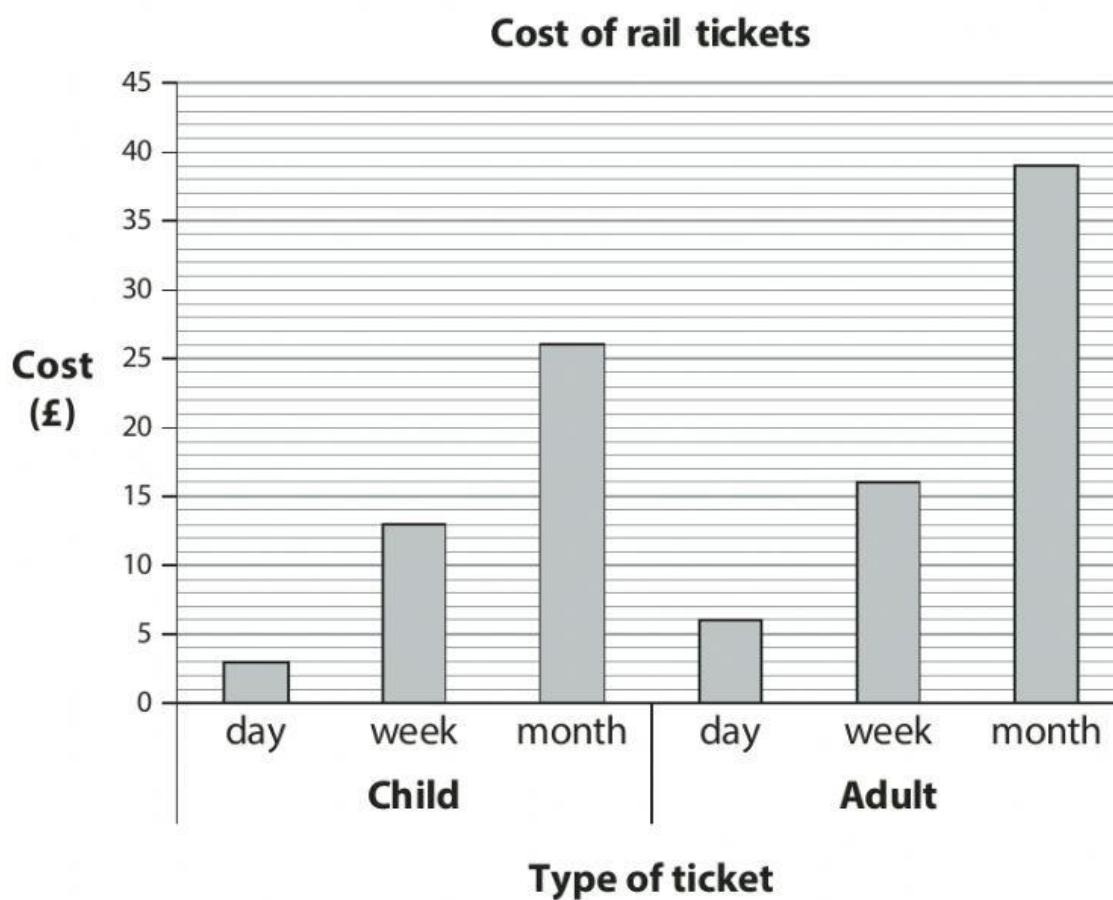 Cost of rail tickets
45
40
35
30
25
20
15
10
5
0
Cost
(£)
day week month day week month
Child Adult
Type of ticket